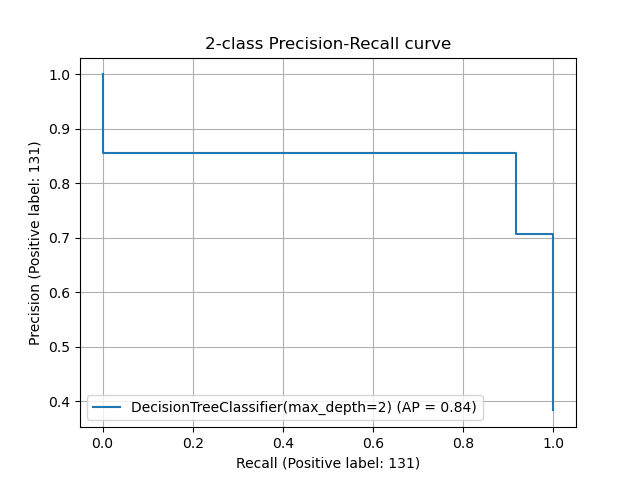 2-class Precision-Recall curve
1.0
0.9
0.8
0.7
0.6
0.5
0.4
Precision (Positive label: 131)
DecisionTreeClassifier(max_depth=2) (AP = 0.84)
0.0 0.2 0.4 0.6 0.8 1.0
Recall (Positive label: 131)